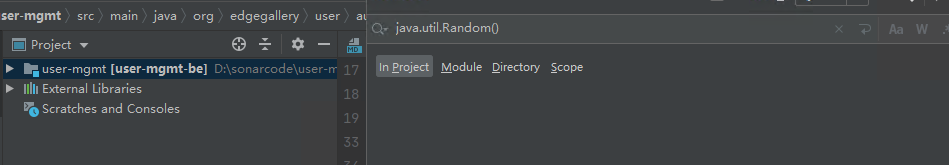 ser-mgmt › src › main › java › org › edgegallery › user › au
Project
user-mgmt [user-mgmt-be] D:\sonarcode\user-m
External Libraries
Scratches and Consoles
MD
17
18
19
33
java.util.Random()
Aa W
In Project Module Directory Scope